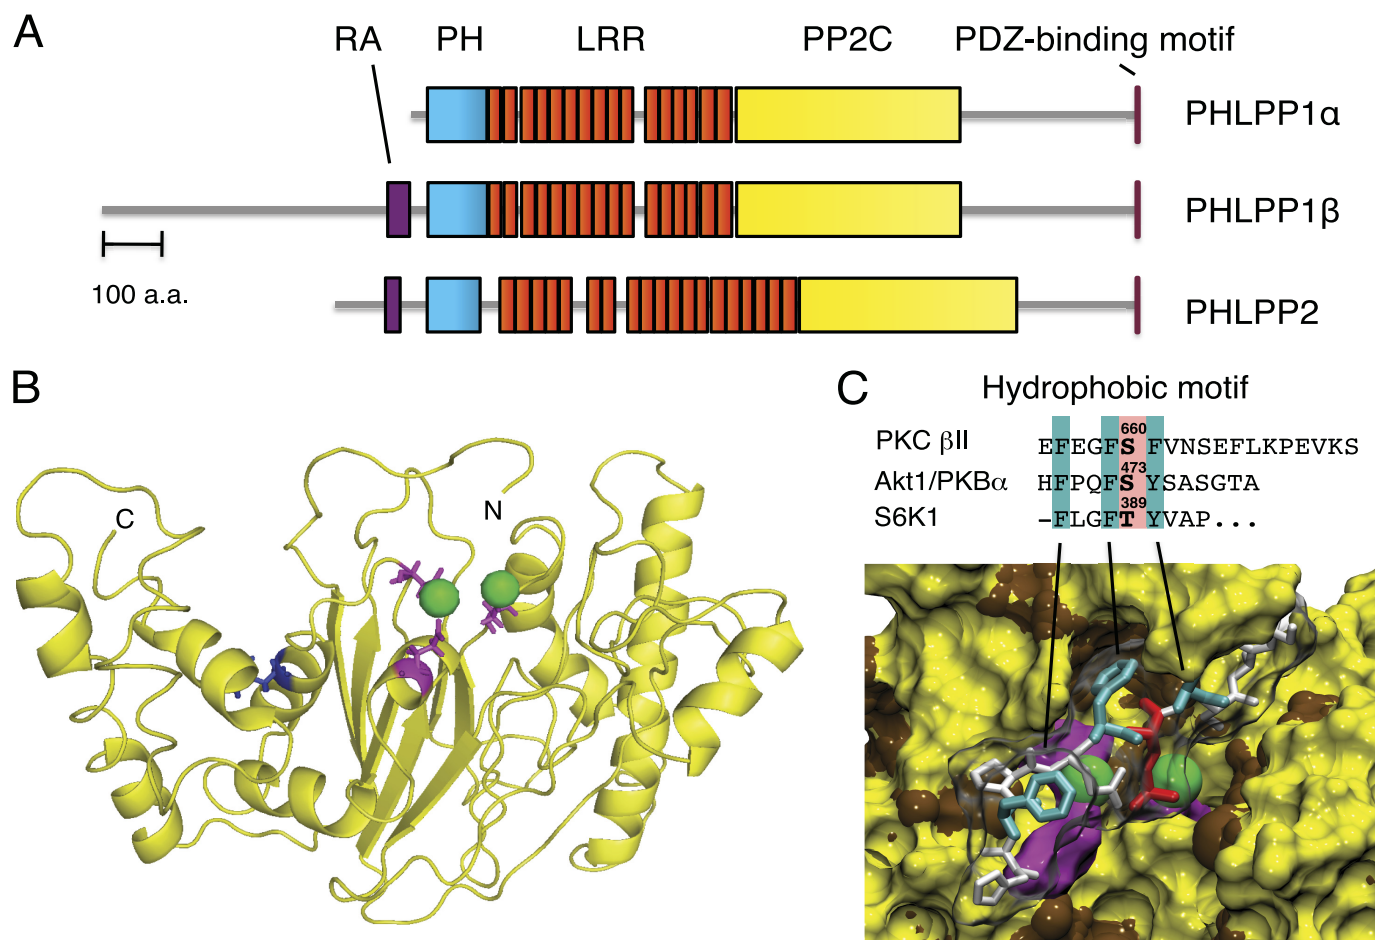 A
RA PH LRR PP2C PDZ-binding motif
PHLPP1α
PHLPP1β
100 a.a.
PHLPP2
B
C
N
C
Hydrophobic motif
660
PKC βII EFEGFSFVNSEFLKPEVKS
473
Akt1/PKBα HFPQFSYSASGTA
389
S6K1 –FLGFTYVAP...